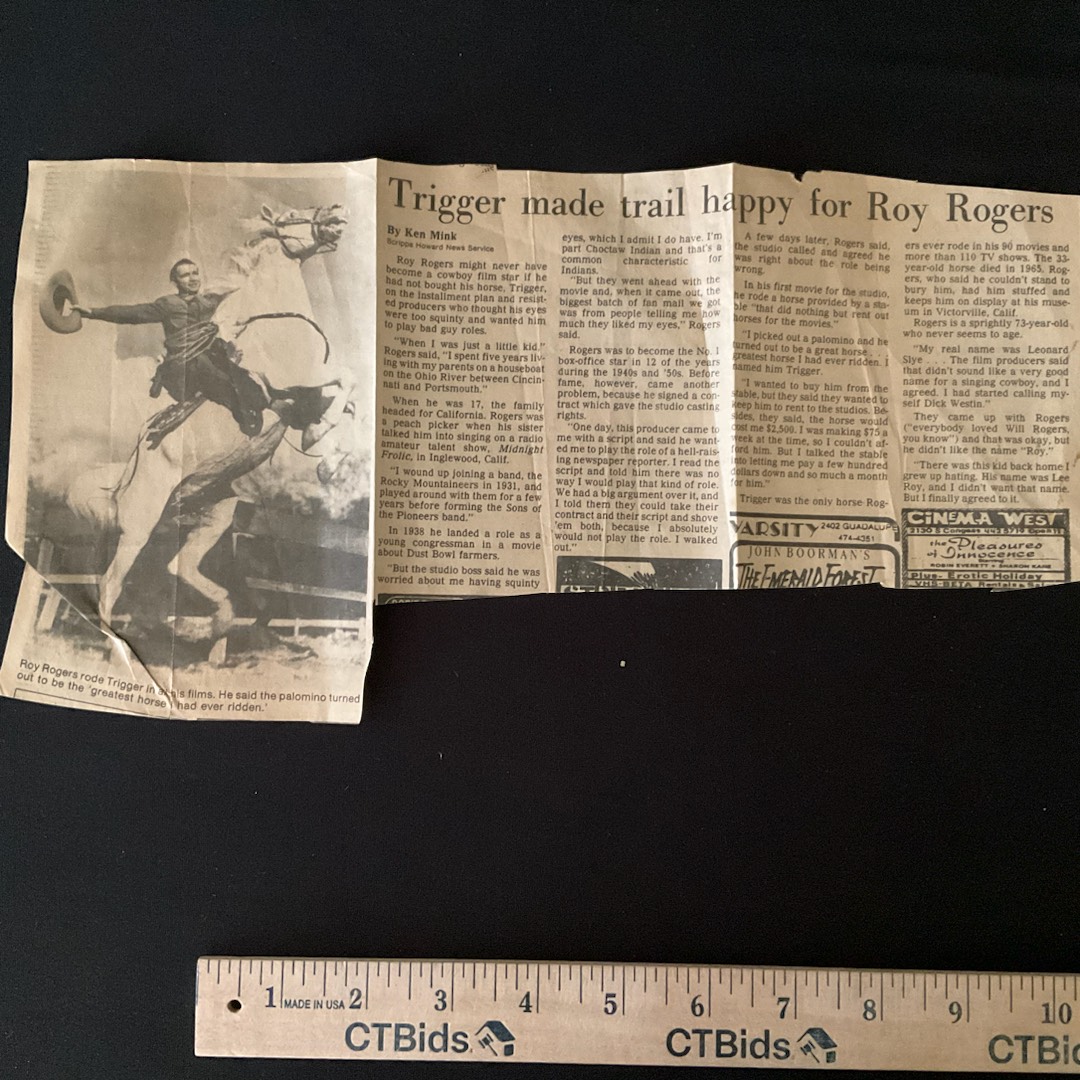 Trigger made trail happy for Roy Rogers
By Ken Mink
Scripps Howard News Service
Roy Rogers might never have
become a cowboy film star if he
had not bought his horse, Trigger,
on the installment plan and resist-
ed producers who thought his eyes
were too squinty and wanted him
to play bad guy roles.
"When I was just a little kid,"
Rogers said, "I spent five years liv-
ing with my parents on a houseboat
on the Ohio River between Cincin-
nati and Portsmouth."
When he was 17, the family
headed for California. Rogers was
a peach picker when his sister
talked him into singing on a radio
amateur talent show, Midnight
Frolic, in Inglewood, Calif.
"I wound up joining a band, the
Rocky Mountaineers in 1931, and
played around with them for a few
years before forming the Sons of
the Pioneers band."
In 1938 he landed a role as a
young congressman in a movie
about Dust Bowl farmers.
"But the studio boss said he was
worried about me having squinty
eyes, which I admit I do have. I'm
part Choctaw Indian and that's a
common characteristic for
Indians.
"But they went ahead with the
movie and, when it came out, the
biggest batch of fan mail we got
was from people telling me how
much they liked my eyes," Rogers
said.
Rogers was to become the No. 1
box-office star in 12 of the years
during the 1940s and '50s. Before
fame, however, came another
problem, because he signed a con-
tract which gave the studio casting
rights.
"One day, this producer came to
me with a script and said he want-
ed me to play the role of a hell-rais-
ing newspaper reporter. I read the
script and told him there was no
way I would play that kind of role.
We had a big argument over it, and
I told them they could take their
contract and their script and shove
'em both, because I absolutely
would not play the role. I walked
out."
A few days later, Rogers said,
the studio called and agreed he
was right about the role being
wrong.
In his first movie for the studio,
he rode a horse provided by a sta-
ble "that did nothing but rent out
horses for the movies."
"I picked out a palomino and he
turned out to be a great horse . . .
greatest horse I had ever ridden. I
named him Trigger.
"I wanted to buy him from the
stable, but they said they wanted to
keep him to rent to the studios. Be-
sides, they said, the horse would
cost me $2,500. I was making $75 a
week at the time, so I couldn't af-
ford him. But I talked the stable
into letting me pay a few hundred
dollars down and so much a month
for him."
Trigger was the only horse Rog-
ers ever rode in his 90 movies and
more than 110 TV shows. The 33-
year-old horse died in 1965. Rog-
ers, who said he couldn't stand to
bury him, had him stuffed and
keeps him on display at his muse-
um in Victorville, Calif.
Rogers is a sprightly 73-year-old
who never seems to age.
"My real name was Leonard
Slye . . . The film producers said
that didn't sound like a very good
name for a singing cowboy, and I
agreed. I had started calling my-
self Dick Westin."
They came up with Rogers
("everybody loved Will Rogers,
you know") and that was okay, but
he didn't like the name "Roy."
"There was this kid back home I
grew up hating. His name was Lee
Roy, and I didn't want that name.
But I finally agreed to it.
Roy Rogers rode Trigger in all his films. He said the palomino turned
out to be the 'greatest horse I had ever ridden.'
VARSITY 2402 GUADALUPE
474-4351
JOHN BOORMAN'S
THE EMERALD FOREST
CINEMA WEST
the Pleasures
of Innocence
ROBIN EVERETT • SHARON KANE
Plus- Erotic Holiday
VHS-BETA Rentals & Sal
1 MADE IN USA 2 3 4 5 6 7 8 9 10
CTBids CTBids CTBi